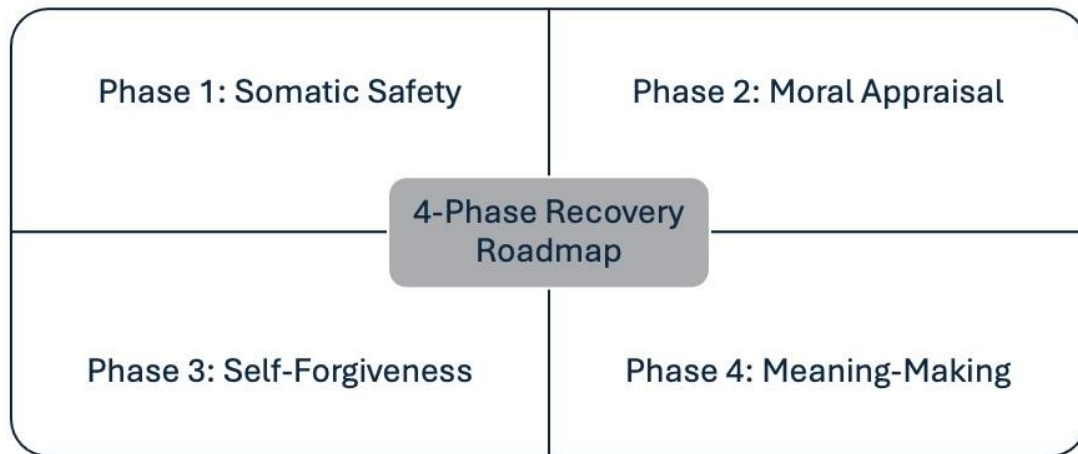 Phase 1: Somatic Safety
Phase 2: Moral Appraisal
4-Phase Recovery
Roadmap
Phase 3: Self-Forgiveness
Phase 4: Meaning-Making